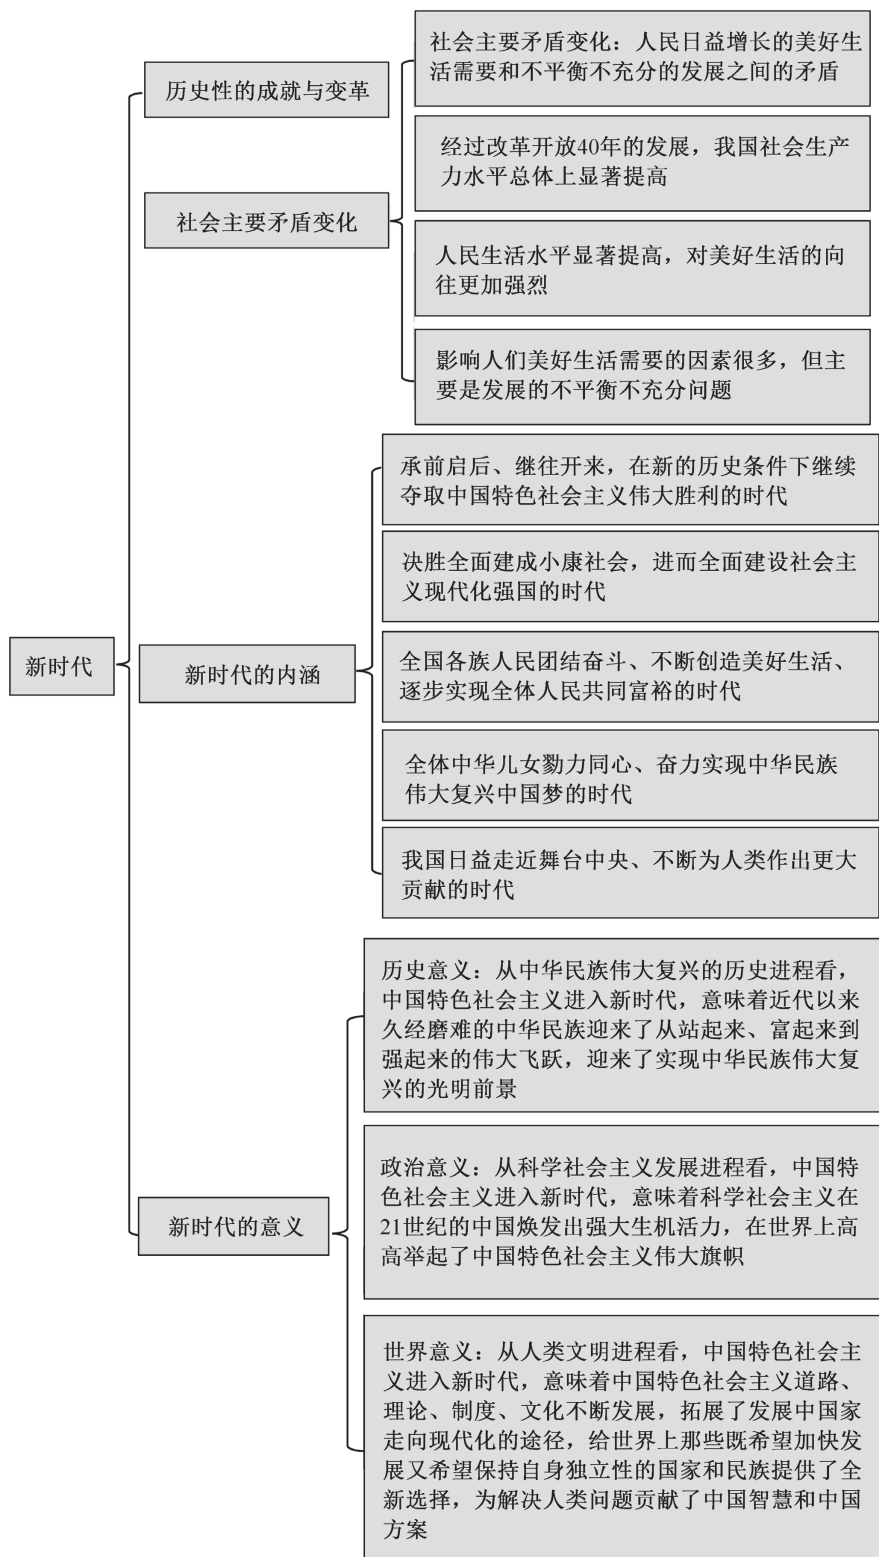 新时代
历史性的成就与变革
社会主要矛盾变化
社会主要矛盾变化：人民日益增长的美好生
活需要和不平衡不充分的发展之间的矛盾
经过改革开放40年的发展，我国社会生产
力水平总体上显著提高
人民生活水平显著提高，对美好生活的向
往更加强烈
影响人们美好生活需要的因素很多，但主
要是发展的不平衡不充分问题
新时代的内涵
承前启后、继往开来，在新的历史条件下继续
夺取中国特色社会主义伟大胜利的时代
决胜全面建成小康社会，进而全面建设社会主
义现代化强国的时代
全国各族人民团结奋斗、不断创造美好生活、
逐步实现全体人民共同富裕的时代
全体中华儿女勠力同心、奋力实现中华民族
伟大复兴中国梦的时代
我国日益走近舞台中央、不断为人类作出更大
贡献的时代
新时代的意义
历史意义：从中华民族伟大复兴的历史进程看，
中国特色社会主义进入新时代，意味着近代以来
久经磨难的中华民族迎来了从站起来、富起来到
强起来的伟大飞跃，迎来了实现中华民族伟大复
兴的光明前景
政治意义：从科学社会主义发展进程看，中国特
色社会主义进入新时代，意味着科学社会主义在
21世纪的中国焕发出强大生机活力，在世界上高
高举起了中国特色社会主义伟大旗帜
世界意义：从人类文明进程看，中国特色社会主
义进入新时代，意味着中国特色社会主义道路、
理论、制度、文化不断发展，拓展了发展中国家
走向现代化的途径，给世界上那些既希望加快发
展又希望保持自身独立性的国家和民族提供了全
新选择，为解决人类问题贡献了中国智慧和中国
方案